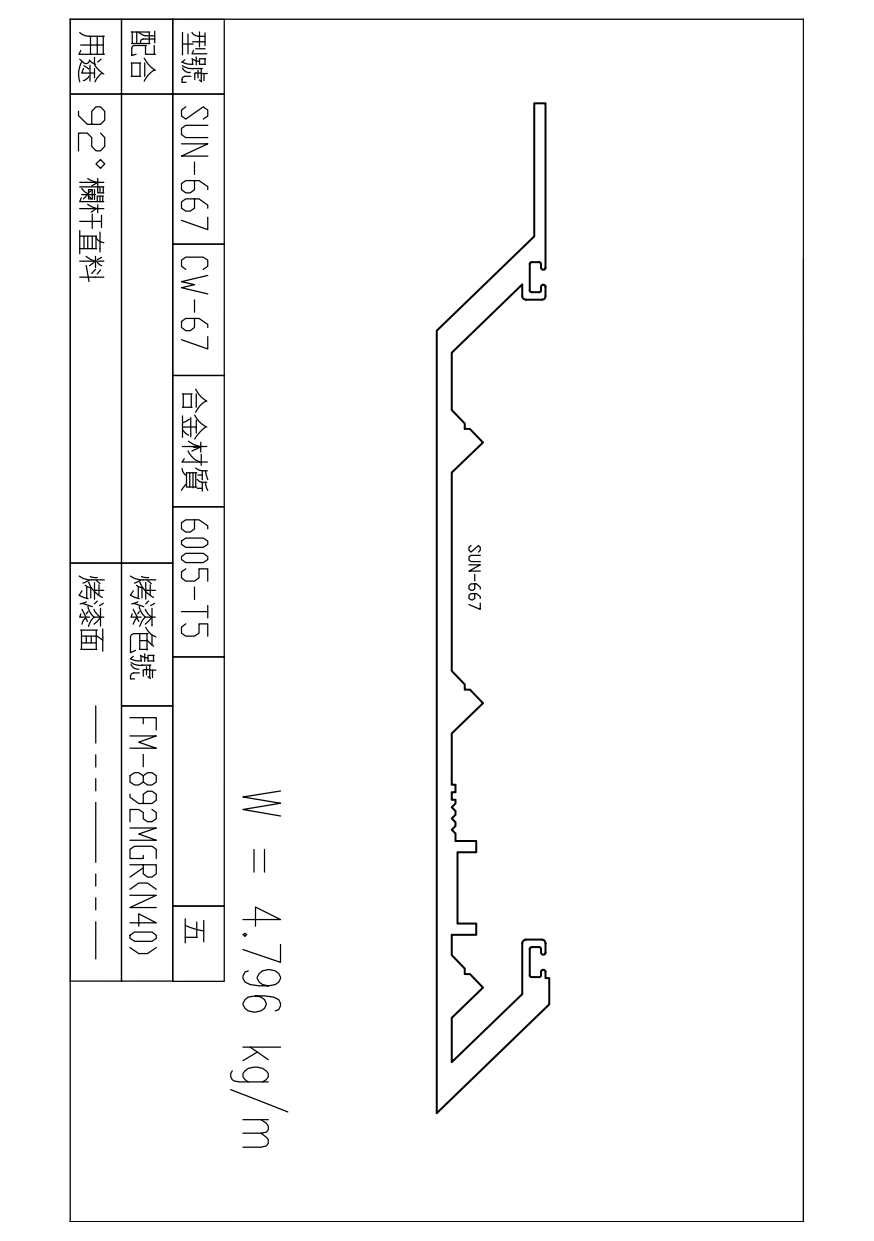 SUN-667
W = 4.796 kg/m
型號 SUN-667 CW-67 合金材質 6005-T5 五
配合 烤漆色號 FM-892MGR(N40)
用途 92°欄杆直料 烤漆面